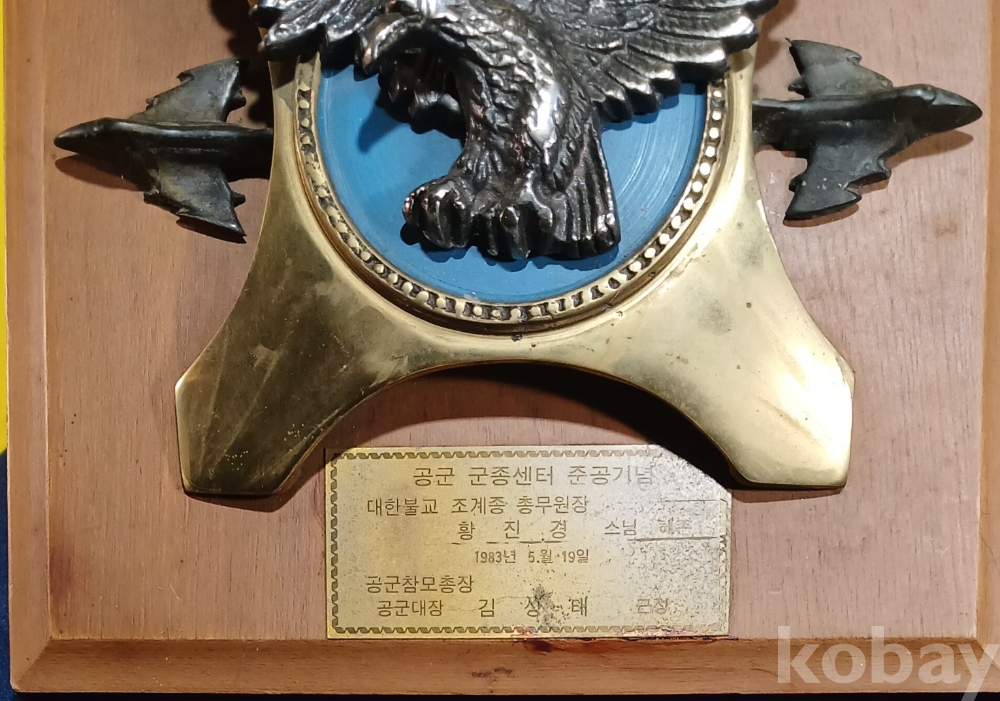 공군 군종센터 준공기념
대한불교 조계종 총무원장
황 진 경 스님 혜존
1983년 5.월 19일
공군참모총장
공군대장 김 상 태 근정
kobay